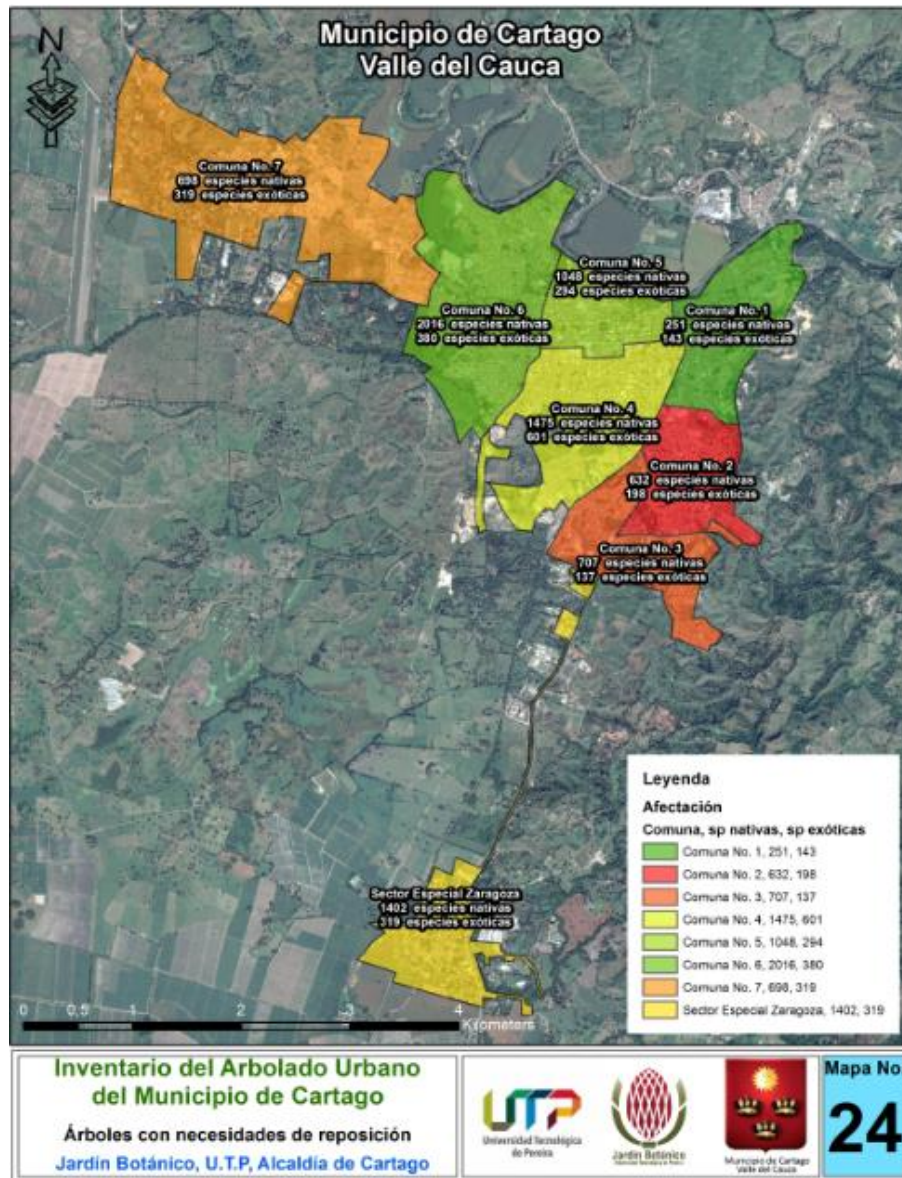 N
Municipio de Cartago
Valle del Cauca
Comuna No. 7
698 especies nativas
319 especies exóticas
Comuna No. 5
1048 especies nativas
294 especies exóticas
Comuna No. 6
2016 especies nativas
380 especies exóticas
Comuna No. 1
251 especies nativas
143 especies exóticas
Comuna No. 4
1475 especies nativas
601 especies exóticas
Comuna No. 2
632 especies nativas
198 especies exóticas
Comuna No. 3
707 especies nativas
137 especies exóticas
Sector Especial Zaragoza
1402 especies nativas
319 especies exóticas
Leyenda
Afectación
Comuna, sp nativas, sp exóticas
Comuna No. 1, 251, 143
Comuna No. 2, 632, 198
Comuna No. 3, 707, 137
Comuna No. 4, 1475, 601
Comuna No. 5, 1048, 294
Comuna No. 6, 2016, 380
Comuna No. 7, 698, 319
Sector Especial Zaragoza, 1402, 319
0 0.5 1 2 3 4
Kilometers
Inventario del Arbolado Urbano
del Municipio de Cartago
Árboles con necesidades de reposición
Jardín Botánico, U.T.P, Alcaldía de Cartago
UTP
Universidad Tecnológica
de Pereira
Jardín Botánico
Municipio de Cartago
Valle del Cauca
Mapa No
24